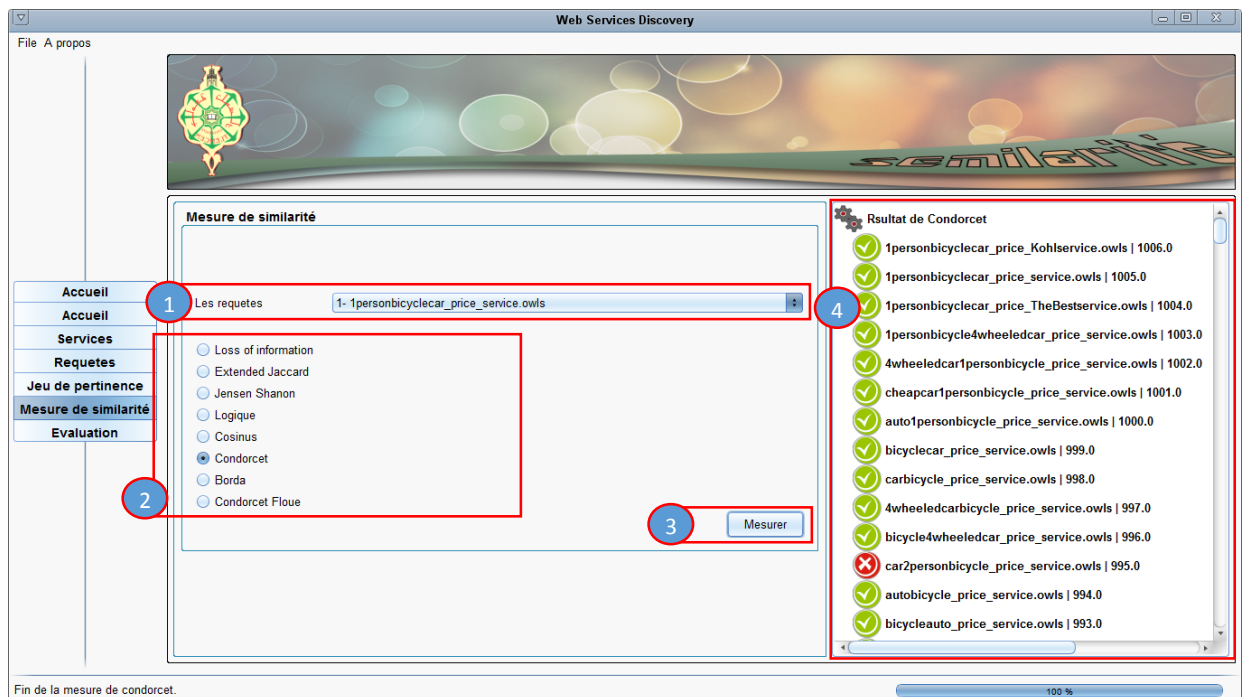 Web Services Discovery
File A propos
semilarite
Accueil
Accueil
Services
Requetes
Jeu de pertinence
Mesure de similarité
Evaluation
Mesure de similarité
1
Les requetes
1- 1personbicyclecar_price_service.owls
2
Loss of information
Extended Jaccard
Jensen Shanon
Logique
Cosinus
Condorcet
Borda
Condorcet Floue
3
Mesurer
4
Rsultat de Condorcet
1personbicyclecar_price_Kohlservice.owls | 1006.0
1personbicyclecar_price_service.owls | 1005.0
1personbicyclecar_price_TheBestservice.owls | 1004.0
1personbicycle4wheeledcar_price_service.owls | 1003.0
4wheeledcar1personbicycle_price_service.owls | 1002.0
cheapcar1personbicycle_price_service.owls | 1001.0
auto1personbicycle_price_service.owls | 1000.0
bicyclecar_price_service.owls | 999.0
carbicycle_price_service.owls | 998.0
4wheeledcarbicycle_price_service.owls | 997.0
bicycle4wheeledcar_price_service.owls | 996.0
car2personbicycle_price_service.owls | 995.0
autobicycle_price_service.owls | 994.0
bicycleauto_price_service.owls | 993.0
Fin de la mesure de condorcet.
100 %